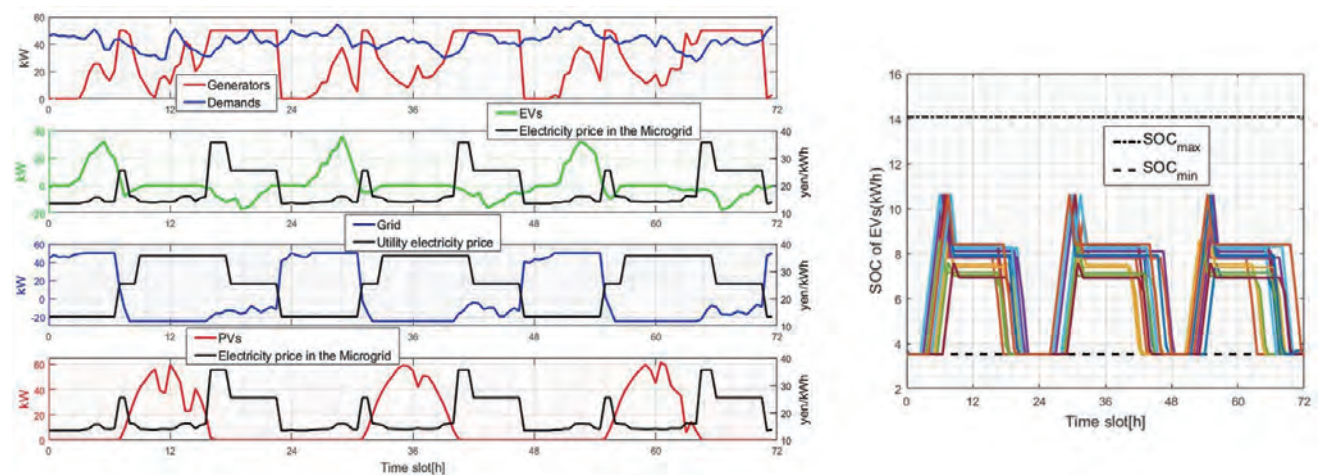 60
40
20
0
kW
Generators
Demands
0 12 24 36 48 60 72
EVs
Electricity price in the Microgrid
40
0
-20
kW
40
30
20
10
yen/kWh
0 12 24 36 48 60 72
Grid
Utility electricity price
60
40
20
0
-20
kW
40
30
20
10
yen/kWh
0 12 24 36 48 60 72
PVs
Electricity price in the Microgrid
60
40
20
0
kW
40
30
20
10
yen/kWh
0 12 24 36 48 60 72
Time slot[h]
16
14
12
10
8
6
4
2
SOC of EVs(kWh)
SOCmax
SOCmin
0 12 24 36 48 60 72
Time slot[h]